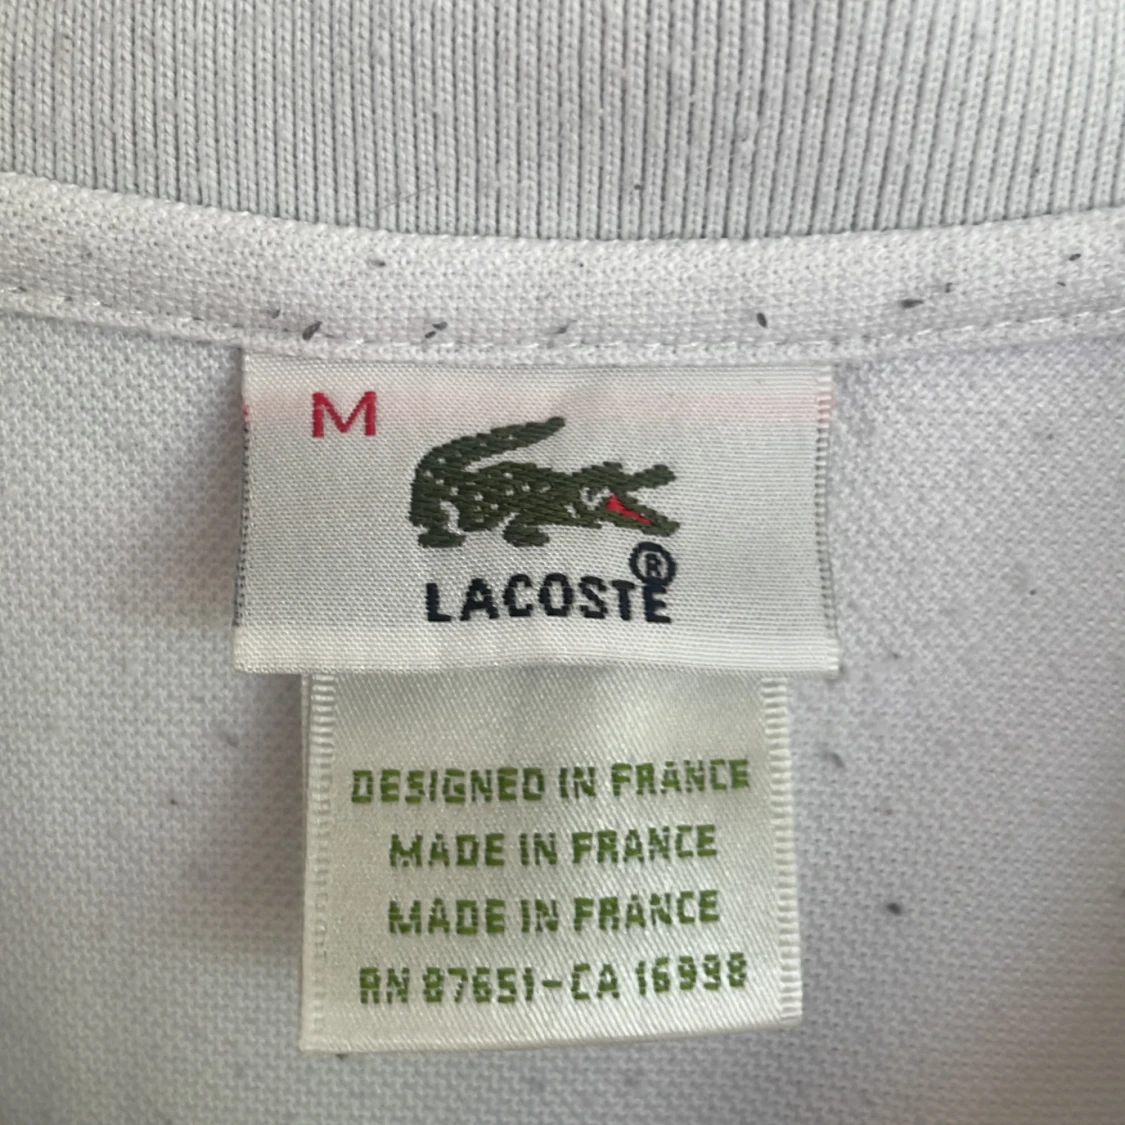 M
LACOSTE®
DESIGNED IN FRANCE
MADE IN FRANCE
MADE IN FRANCE
RN 87651-CA 16998